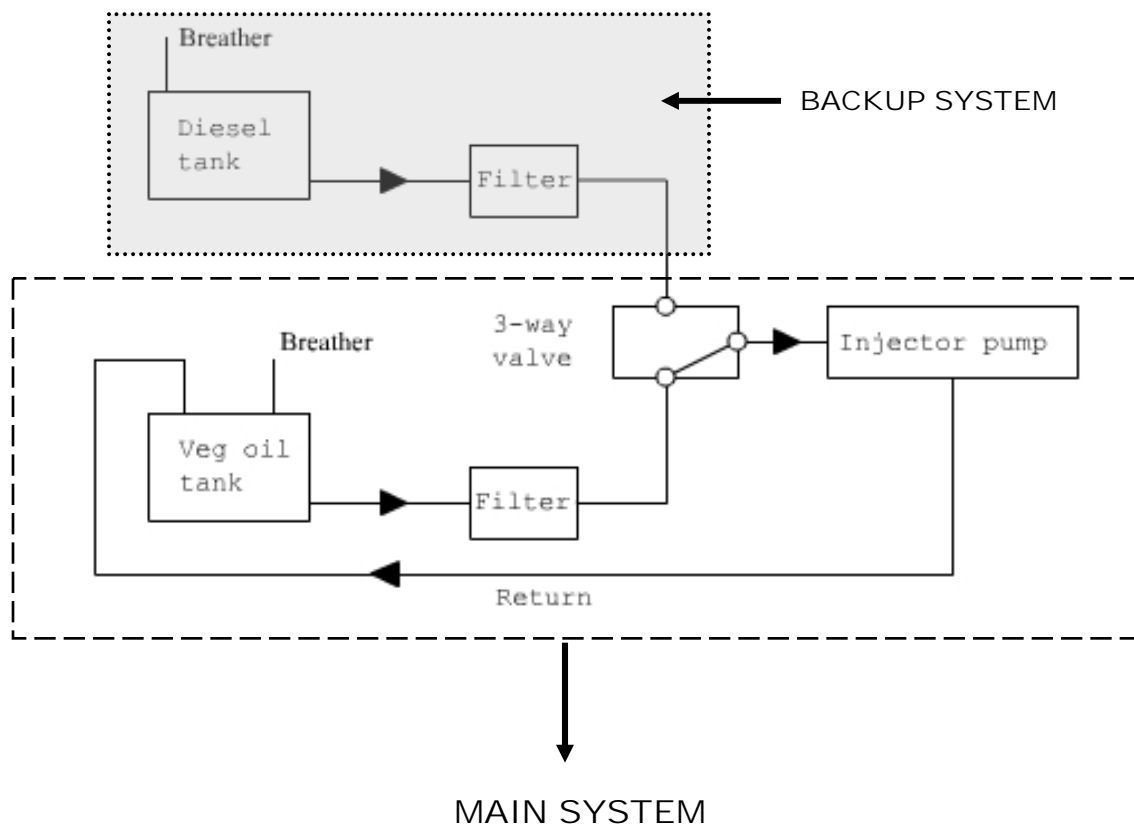 Breather
Diesel
tank
Filter
BACKUP SYSTEM
3-way
valve
Injector pump
Breather
Veg oil
tank
Filter
Return
MAIN SYSTEM